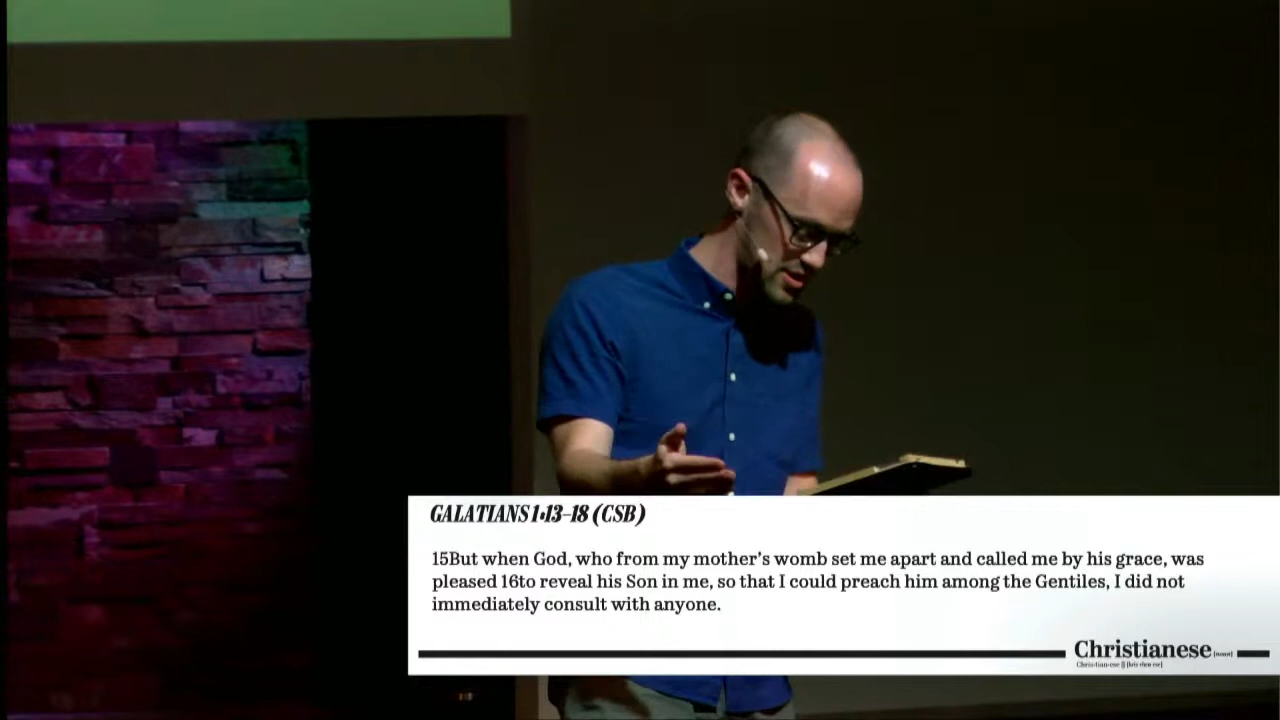 GALATIANS 1:13–18 (CSB)
15But when God, who from my mother's womb set me apart and called me by his grace, was
pleased 16to reveal his Son in me, so that I could preach him among the Gentiles, I did not
immediately consult with anyone.
Christianese [noun]